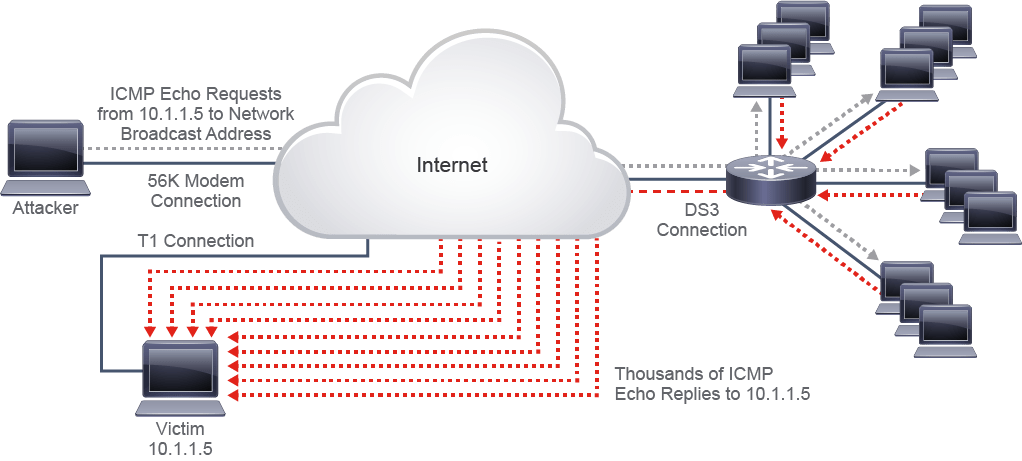 ICMP Echo Requests
from 10.1.1.5 to Network
Broadcast Address
Internet
Attacker
56K Modem
Connection
DS3
Connection
T1 Connection
Thousands of ICMP
Echo Replies to 10.1.1.5
Victim
10.1.1.5